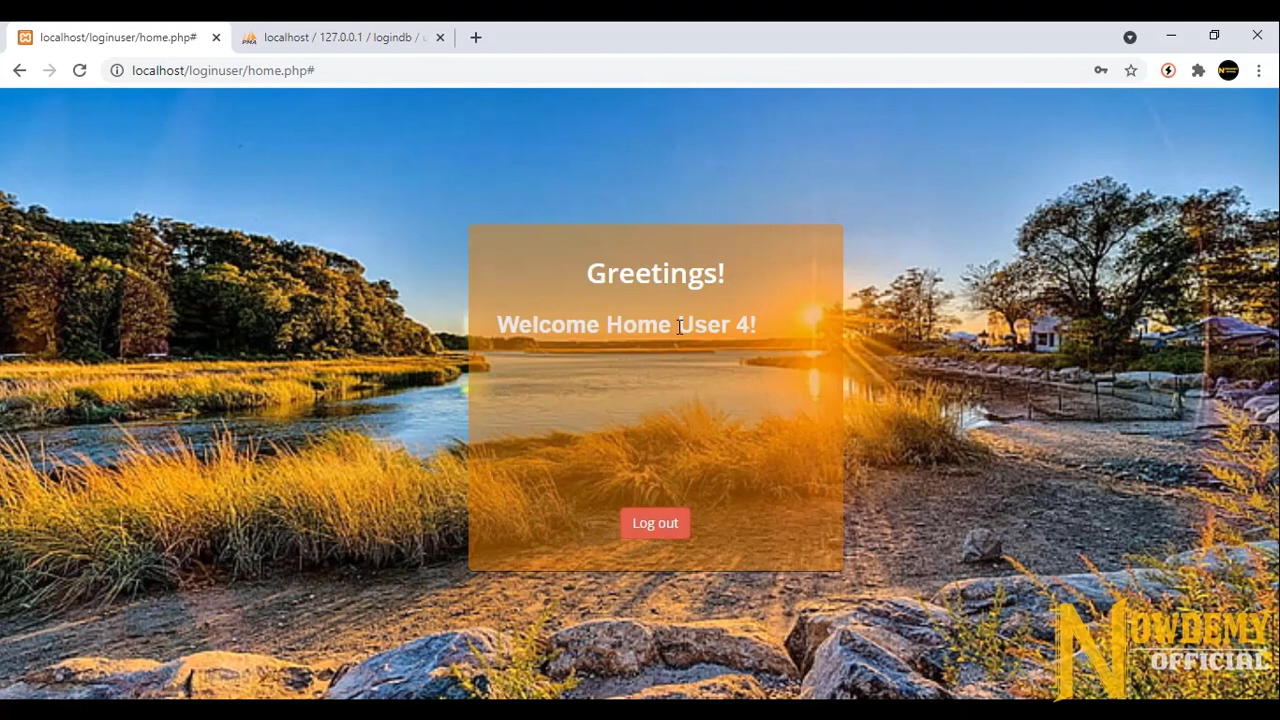 localhost/loginuser/home.php#
localhost / 127.0.0.1 / logindb /
localhost/loginuser/home.php#
Greetings!
Welcome Home User 4!
Log out
NOWDEMY
OFFICIAL